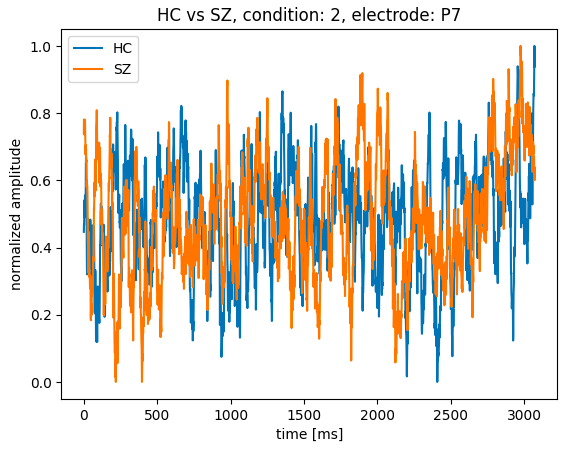 HC vs SZ, condition: 2, electrode: P7
HC
SZ
normalized amplitude
1.0
0.8
0.6
0.4
0.2
0.0
0 500 1000 1500 2000 2500 3000
time [ms]